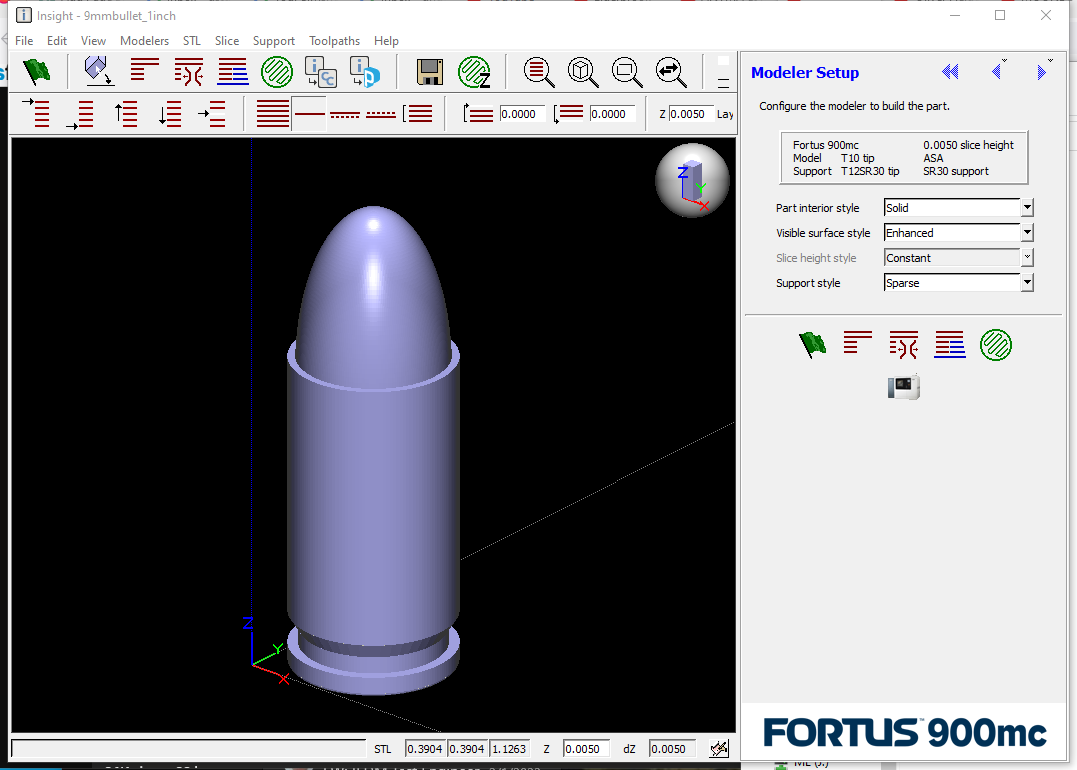 Insight - 9mmbullet_1inch
File Edit View Modelers STL Slice Support Toolpaths Help
0.0000 0.0000 Z 0.0050 Lay
Z Y X
Z Y X
STL 0.3904 0.3904 1.1263 Z 0.0050 dZ 0.0050
Modeler Setup
Configure the modeler to build the part.
Fortus 900mc 0.0050 slice height
Model T10 tip ASA
Support T12SR30 tip SR30 support
Part interior style Solid
Visible surface style Enhanced
Slice height style Constant
Support style Sparse
FORTUS 900mc